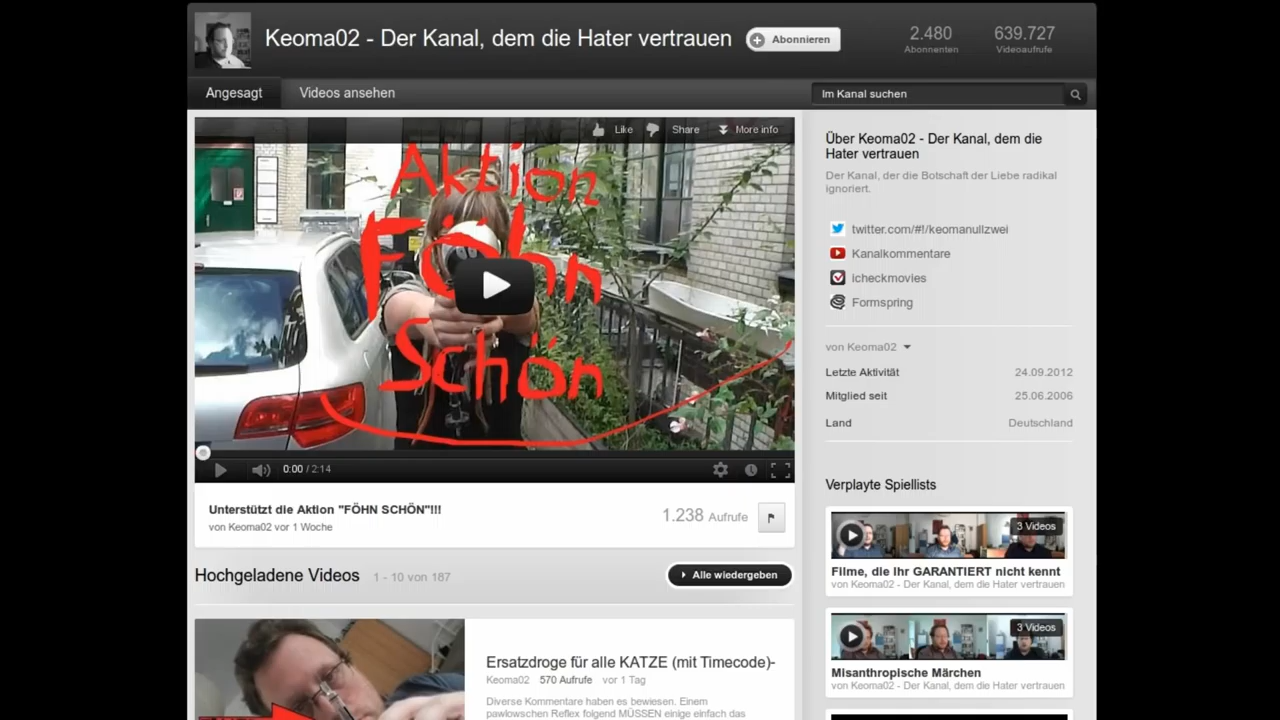 Keoma02 - Der Kanal, dem die Hater vertrauen
Abonnieren
2.480
Abonnenten
639.727
Videoaufrufe
Angesagt
Videos ansehen
Im Kanal suchen
Like
Share
More info
Aktion
Föhn
Schön
0:00 / 2:14
Unterstützt die Aktion "FÖHN SCHÖN"!!!
von Keoma02 vor 1 Woche
1.238 Aufrufe
Hochgeladene Videos 1 - 10 von 187
Alle wiedergeben
Ersatzdroge für alle KATZE (mit Timecode)-
Keoma02 570 Aufrufe vor 1 Tag
Diverse Kommentare haben es bewiesen. Einem
pawlowschen Reflex folgend MÜSSEN einige einfach das
Über Keoma02 - Der Kanal, dem die
Hater vertrauen
Der Kanal, der die Botschaft der Liebe radikal
ignoriert.
twitter.com/#!/keomanullzwei
Kanalkommentare
icheckmovies
Formspring
von Keoma02
Letzte Aktivität 24.09.2012
Mitglied seit 25.06.2006
Land Deutschland
Verplayte Spiellists
3 Videos
Filme, die Ihr GARANTIERT nicht kennt
von Keoma02 - Der Kanal, dem die Hater vertrauen
3 Videos
Misanthropische Märchen
von Keoma02 - Der Kanal, dem die Hater vertrauen